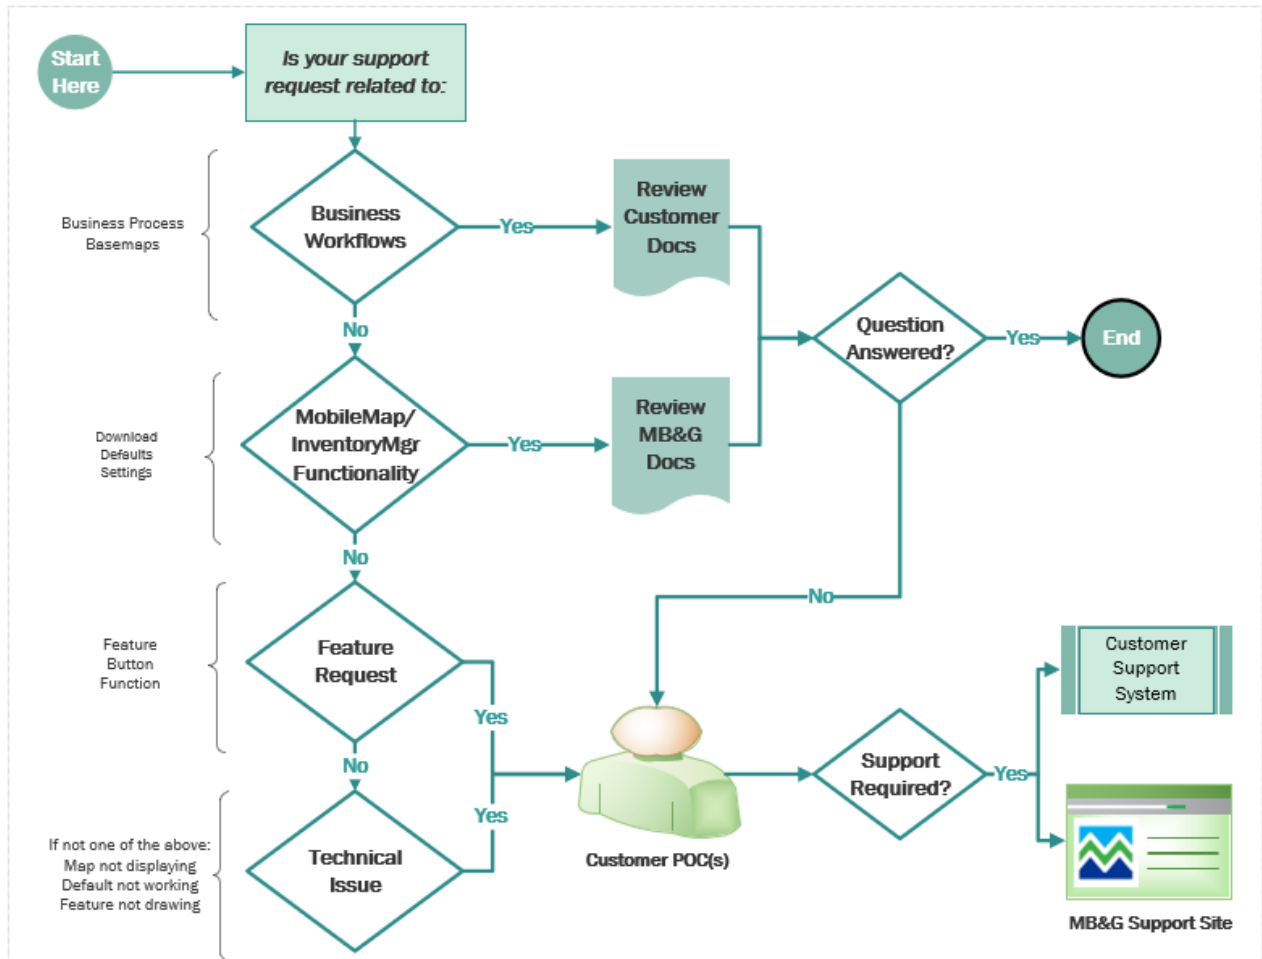 Start
Here
Is your support
request related to:
Business Process
Basemaps
Business
Workflows
Yes
Review
Customer
Docs
No
Question
Answered?
Yes
End
Download
Defaults
Settings
MobileMap/
InventoryMgr
Functionality
Yes
Review
MB&G
Docs
No
No
Feature
Button
Function
Feature
Request
Yes
Customer
Support
System
No
Support
Required?
Yes
If not one of the above:
Map not displaying
Default not working
Feature not drawing
Technical
Issue
Yes
Customer POC(s)
MB&G Support Site